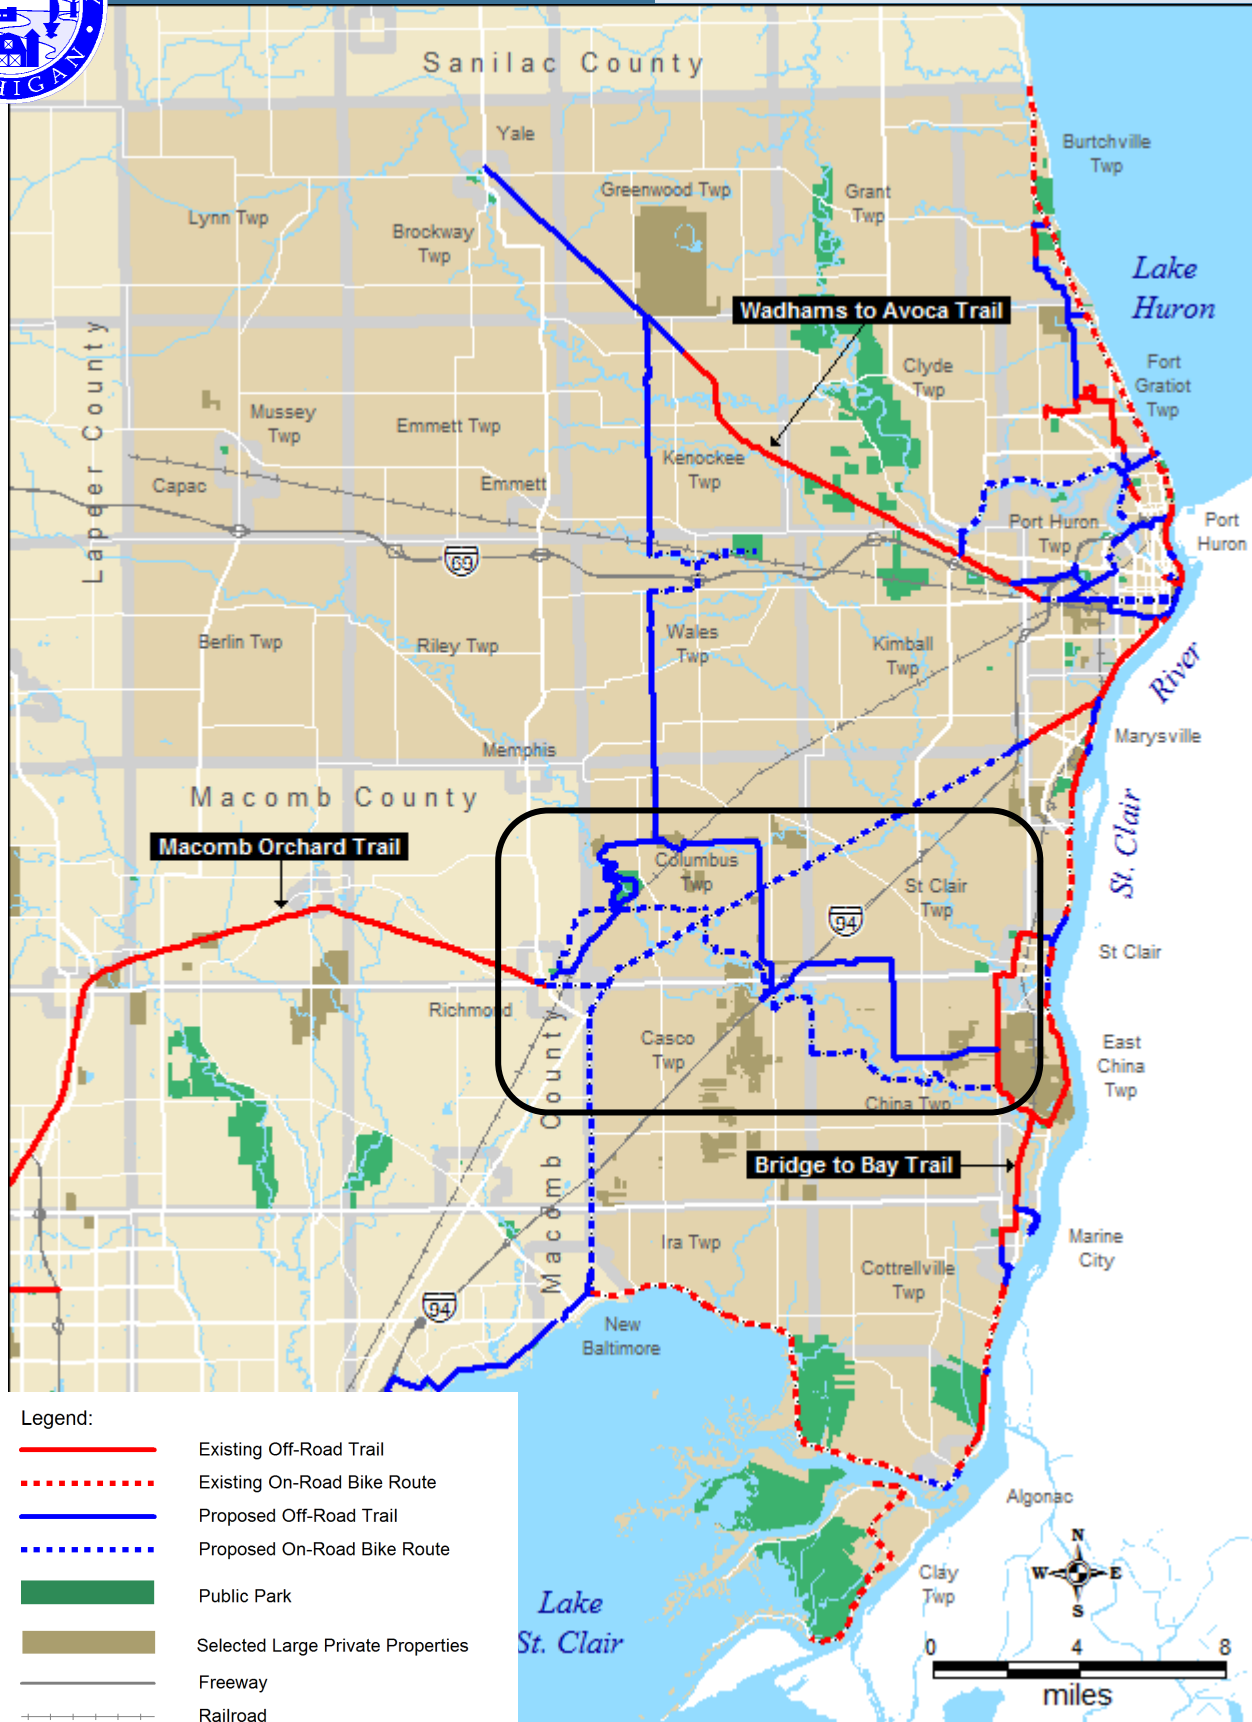 HIGAN •
Sanilac County
Yale
Burtchville
Twp
Lynn Twp
Brockway
Twp
Greenwood Twp
Grant
Twp
Lake
Huron
Wadhams to Avoca Trail
Lapeer County
Mussey
Twp
Emmett Twp
Clyde
Twp
Fort
Gratiot
Twp
Capac
Emmett
Kenockee
Twp
Port Huron
Twp
Port
Huron
69
Berlin Twp
Riley Twp
Wales
Twp
Kimball
Twp
River
Memphis
Marysville
Macomb County
Macomb Orchard Trail
Columbus
Twp
St Clair
Twp
St. Clair
94
St Clair
Richmond
Casco
Twp
East
China
Twp
China Twp
Macomb County
Bridge to Bay Trail
Ira Twp
Marine
City
Cottrellville
Twp
94
New
Baltimore
Algonac
Clay
Twp
Lake
St. Clair
N
W
E
S
0 4 8
miles
Legend:
Existing Off-Road Trail
Existing On-Road Bike Route
Proposed Off-Road Trail
Proposed On-Road Bike Route
Public Park
Selected Large Private Properties
Freeway
Railroad